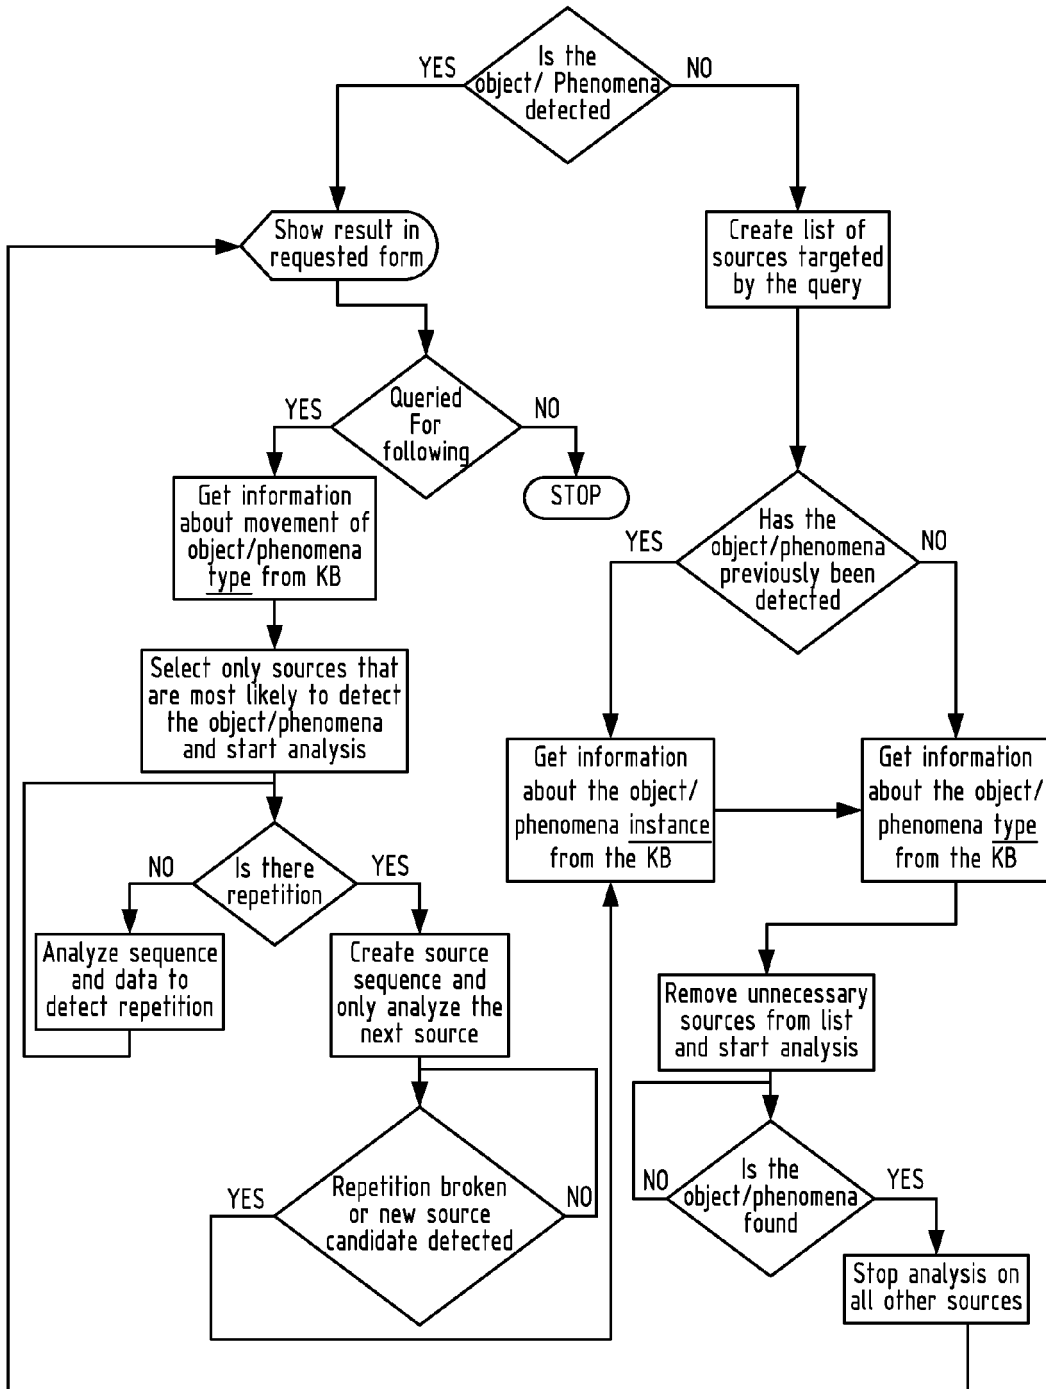 Is the
object/ Phenomena
detected
YES
NO
Show result in
requested form
Create list of
sources targeted
by the query
Queried
For
following
YES
NO
STOP
Get information
about movement of
object/phenomena
type from KB
Has the
object/phenomena
previously been
detected
YES
NO
Select only sources that
are most likely to detect
the object/phenomena
and start analysis
Get information
about the object/
phenomena instance
from the KB
Get information
about the object/
phenomena type
from the KB
Is there
repetition
NO
YES
Analyze sequence
and data to
detect repetition
Create source
sequence and
only analyze the
next source
Remove unnecessary
sources from list
and start analysis
Repetition broken
or new source
candidate detected
YES
NO
Is the
object/phenomena
found
NO
YES
Stop analysis on
all other sources